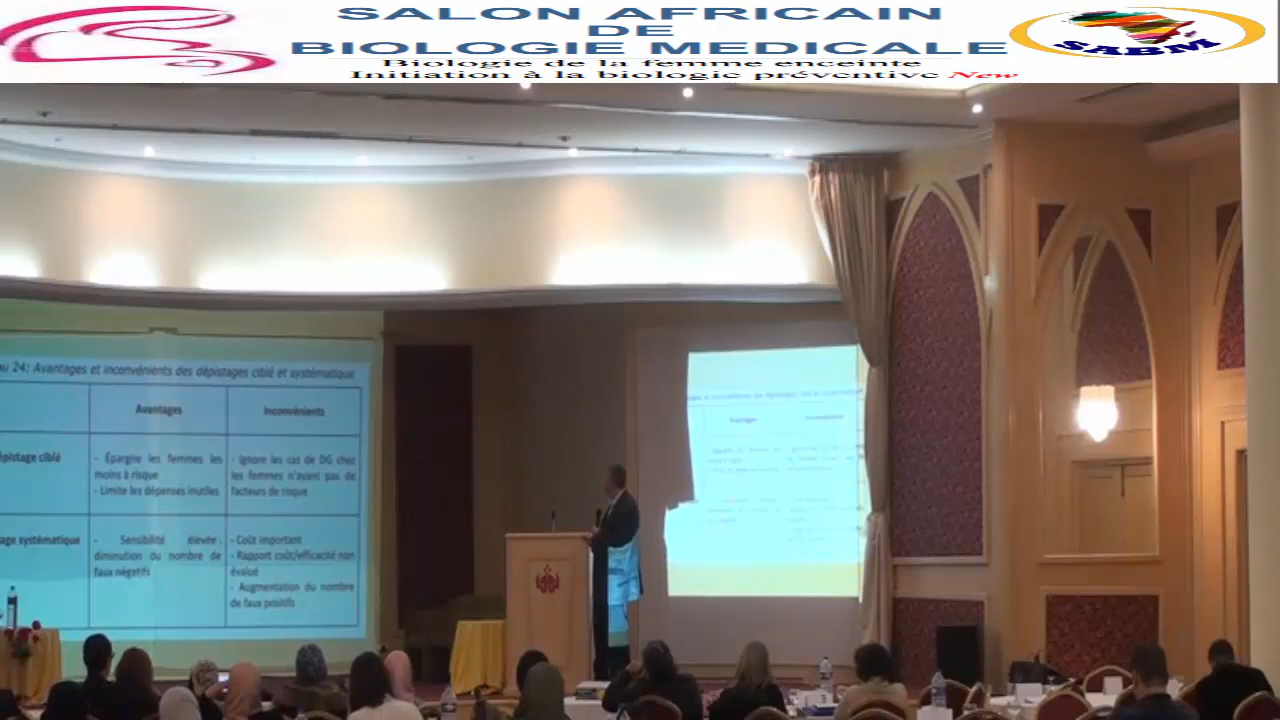 SALON AFRICAIN
DE
BIOLOGIE MEDICALE
Biologie de la femme enceinte
Initiation à la biologie préventive New
SABM
au 24: Avantages et inconvénients des dépistages ciblé et systématique
Avantages
Inconvénients
épistage ciblé
- Épargne les femmes les
moins à risque
- Limite les dépenses inutiles
- Ignore les cas de DG chez
les femmes n'ayant pas de
facteurs de risque
age systématique
- Sensibilité élevée :
diminution du nombre de
faux négatifs
- Coût important
- Rapport coût/efficacité non
évalué
- Augmentation du nombre
de faux positifs